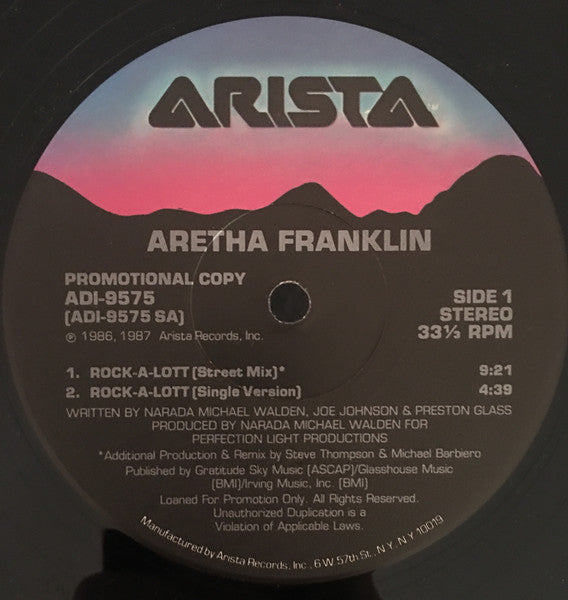 ARISTA
ARETHA FRANKLIN
PROMOTIONAL COPY
ADI-9575
(ADI-9575 SA)
℗ 1986, 1987 Arista Records, Inc.
SIDE 1
STEREO
33⅓ RPM
1. ROCK-A-LOTT (Street Mix)* 9:21
2. ROCK-A-LOTT (Single Version) 4:39
WRITTEN BY NARADA MICHAEL WALDEN, JOE JOHNSON & PRESTON GLASS
PRODUCED BY NARADA MICHAEL WALDEN FOR
PERFECTION LIGHT PRODUCTIONS
*Additional Production & Remix by Steve Thompson & Michael Barbiero
Published by Gratitude Sky Music (ASCAP)/Glasshouse Music
(BMI)/Irving Music, Inc. (BMI)
Loaned For Promotion Only. All Rights Reserved.
Unauthorized Duplication is a
Violation of Applicable Laws.
Manufactured by Arista Records, Inc., 6 W. 57th St., N.Y., N.Y 10019